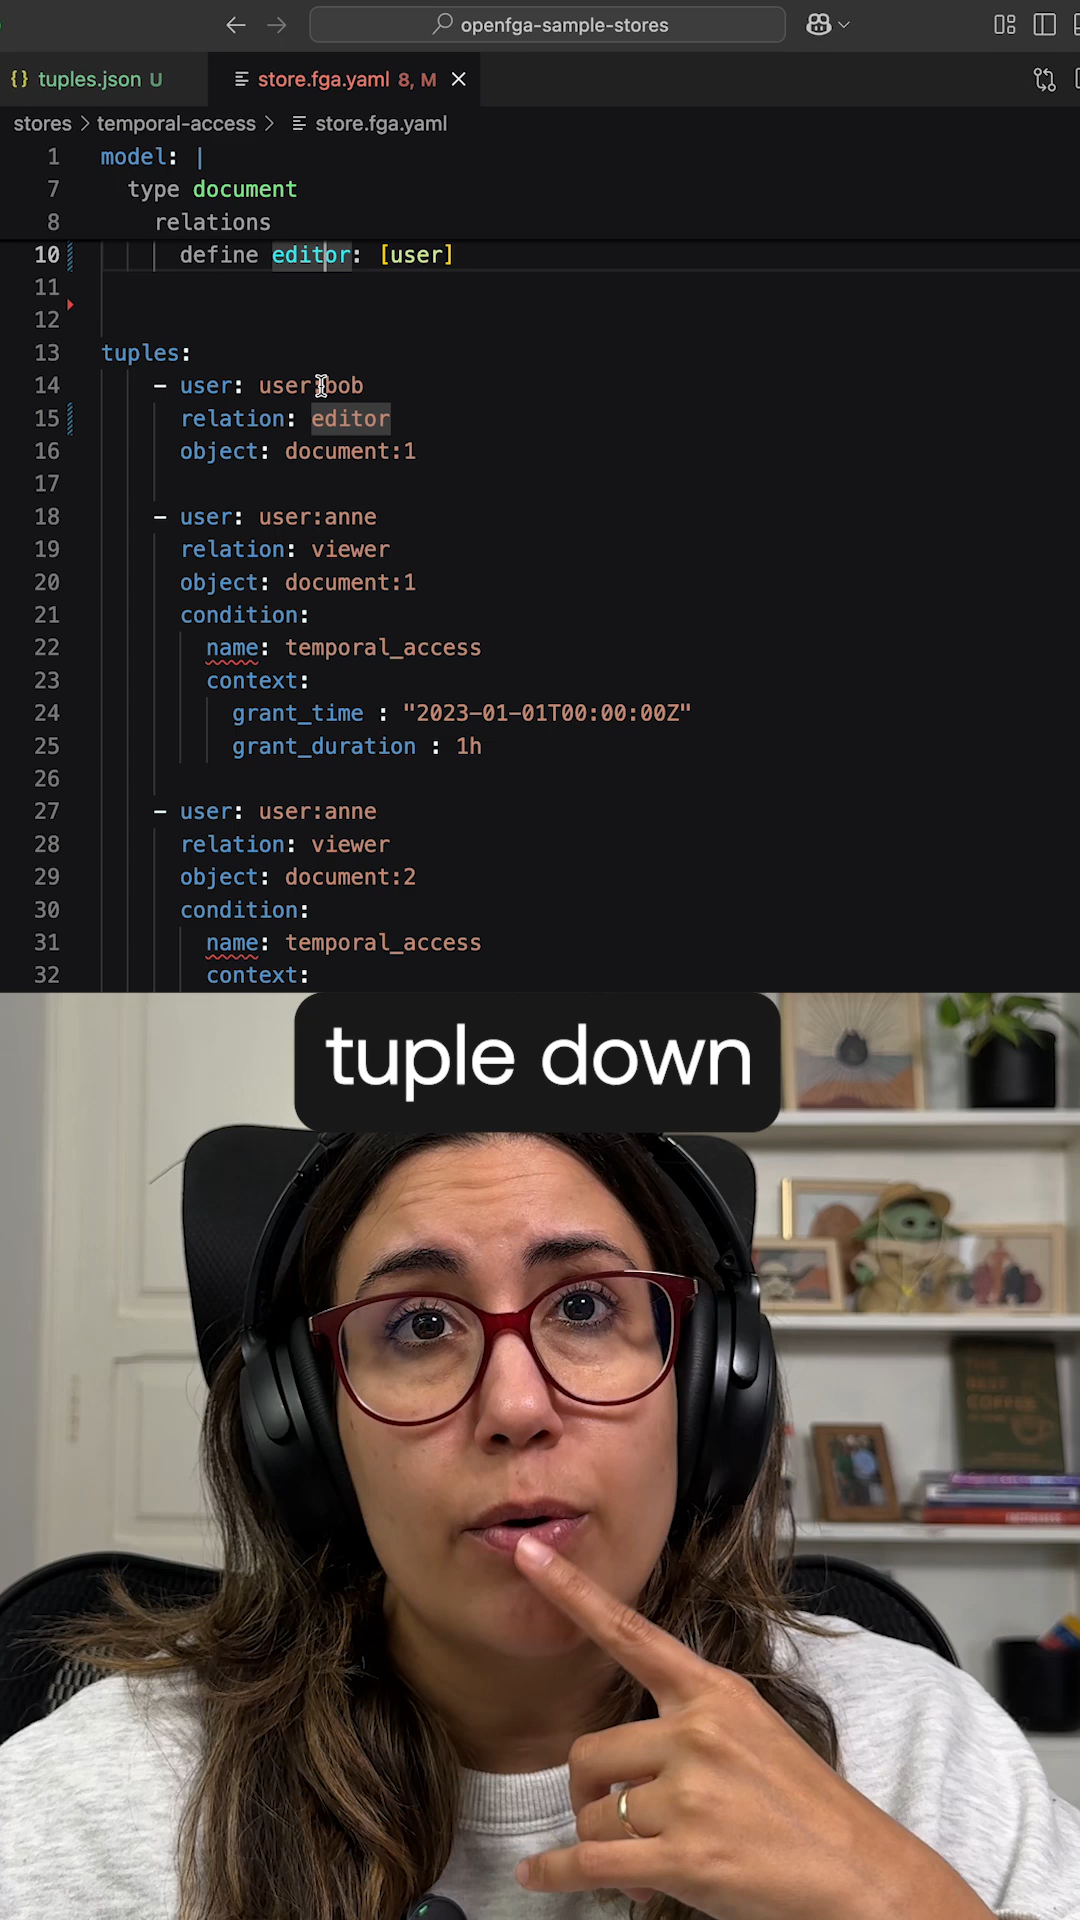 openfga-sample-stores
{} tuples.json U
store.fga.yaml 8, M
stores > temporal-access > store.fga.yaml
1 model: |
7 type document
8 relations
10 define editor: [user]
11
12
13 tuples:
14 - user: user:bob
15 relation: editor
16 object: document:1
17
18 - user: user:anne
19 relation: viewer
20 object: document:1
21 condition:
22 name: temporal_access
23 context:
24 grant_time : "2023-01-01T00:00:00Z"
25 grant_duration : 1h
26
27 - user: user:anne
28 relation: viewer
29 object: document:2
30 condition:
31 name: temporal_access
32 context:
tuple down
THE
BEST
COFFEE